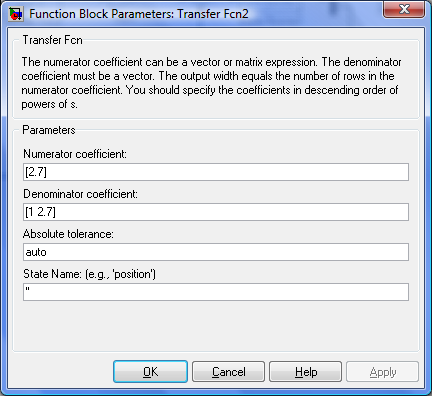 Function Block Parameters: Transfer Fcn2
Transfer Fcn
The numerator coefficient can be a vector or matrix expression. The denominator
coefficient must be a vector. The output width equals the number of rows in the
numerator coefficient. You should specify the coefficients in descending order of
powers of s.
Parameters
Numerator coefficient:
[2.7]
Denominator coefficient:
[1 2.7]
Absolute tolerance:
auto
State Name: (e.g., 'position')
''
OK Cancel Help Apply